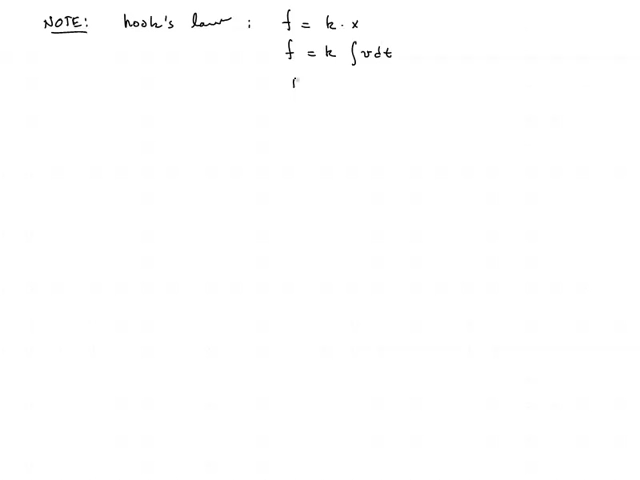 NOTE: hook's law : f = k · x
f = k ∫ v dt